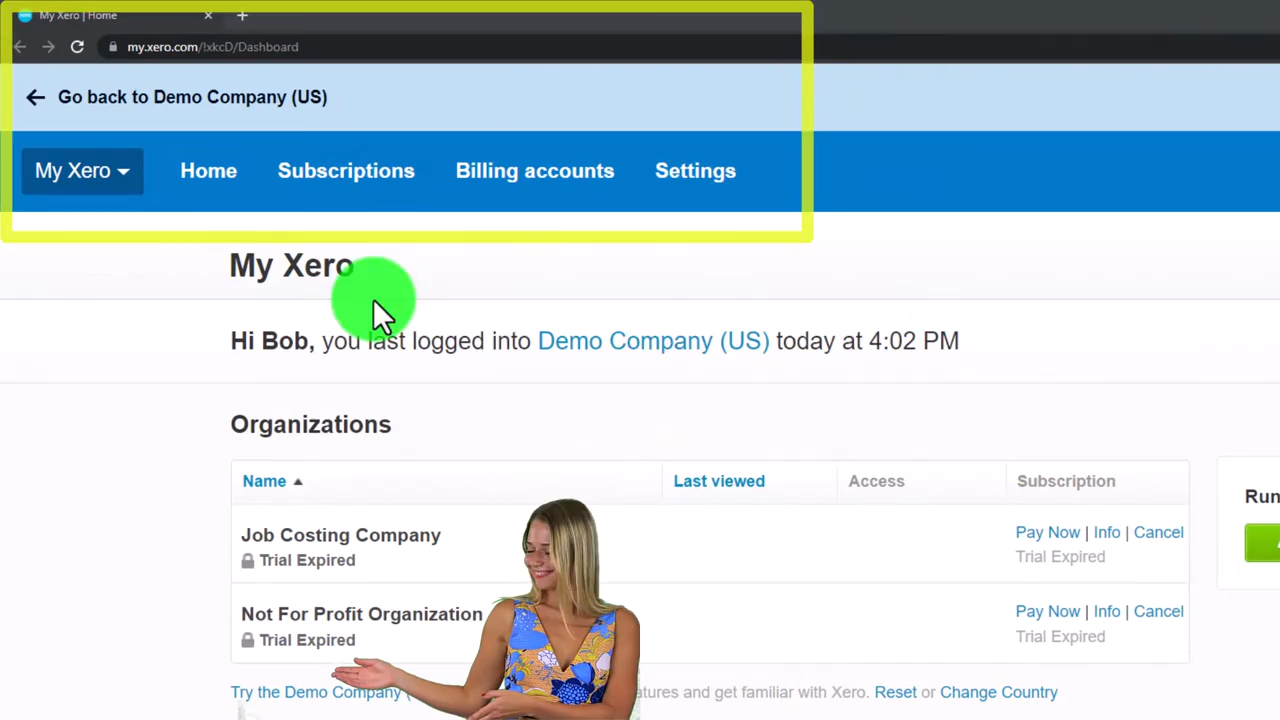 My Xero | Home
my.xero.com/!xkcD/Dashboard
Go back to Demo Company (US)
My Xero Home Subscriptions Billing accounts Settings
My Xero
Hi Bob, you last logged into Demo Company (US) today at 4:02 PM
Organizations
Name Last viewed Access Subscription
Run
Job Costing Company
Pay Now | Info | Cancel
Trial Expired
Trial Expired
Not For Profit Organization
Pay Now | Info | Cancel
Trial Expired
Trial Expired
Try the Demo Company ( atures and get familiar with Xero. Reset or Change Country